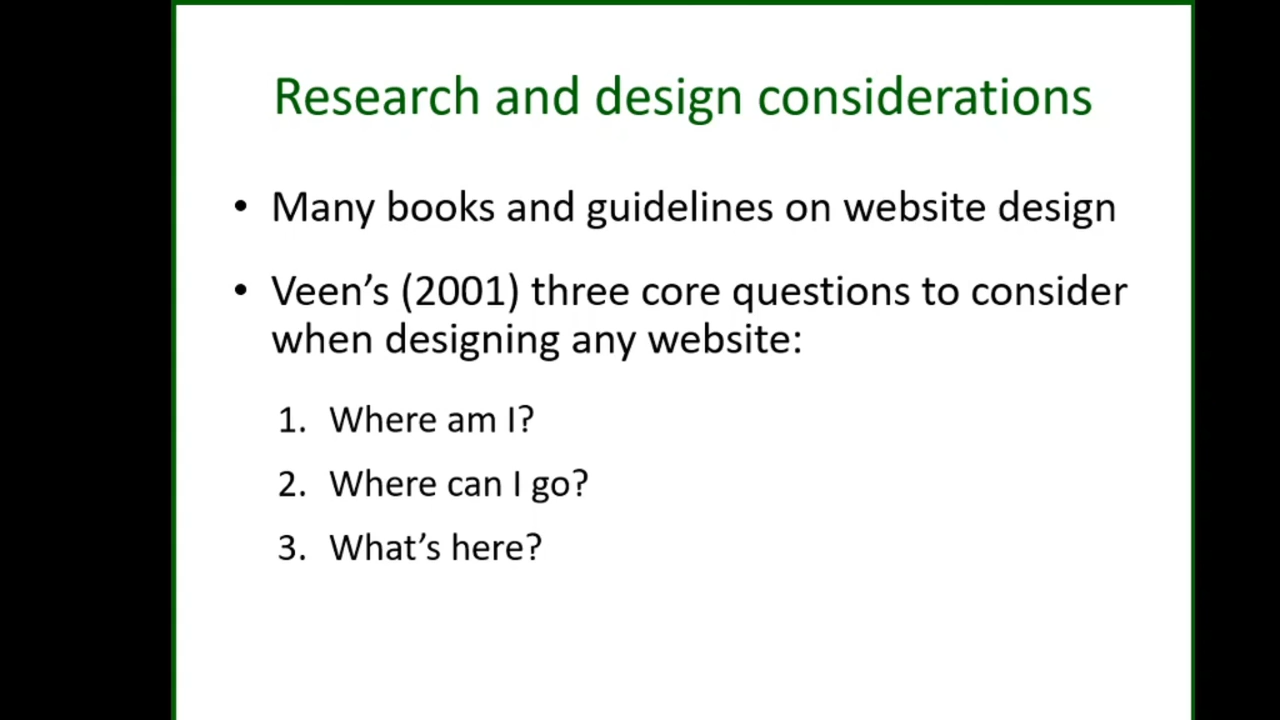 Research and design considerations
• Many books and guidelines on website design
• Veen’s (2001) three core questions to consider
when designing any website:
1. Where am I?
2. Where can I go?
3. What’s here?